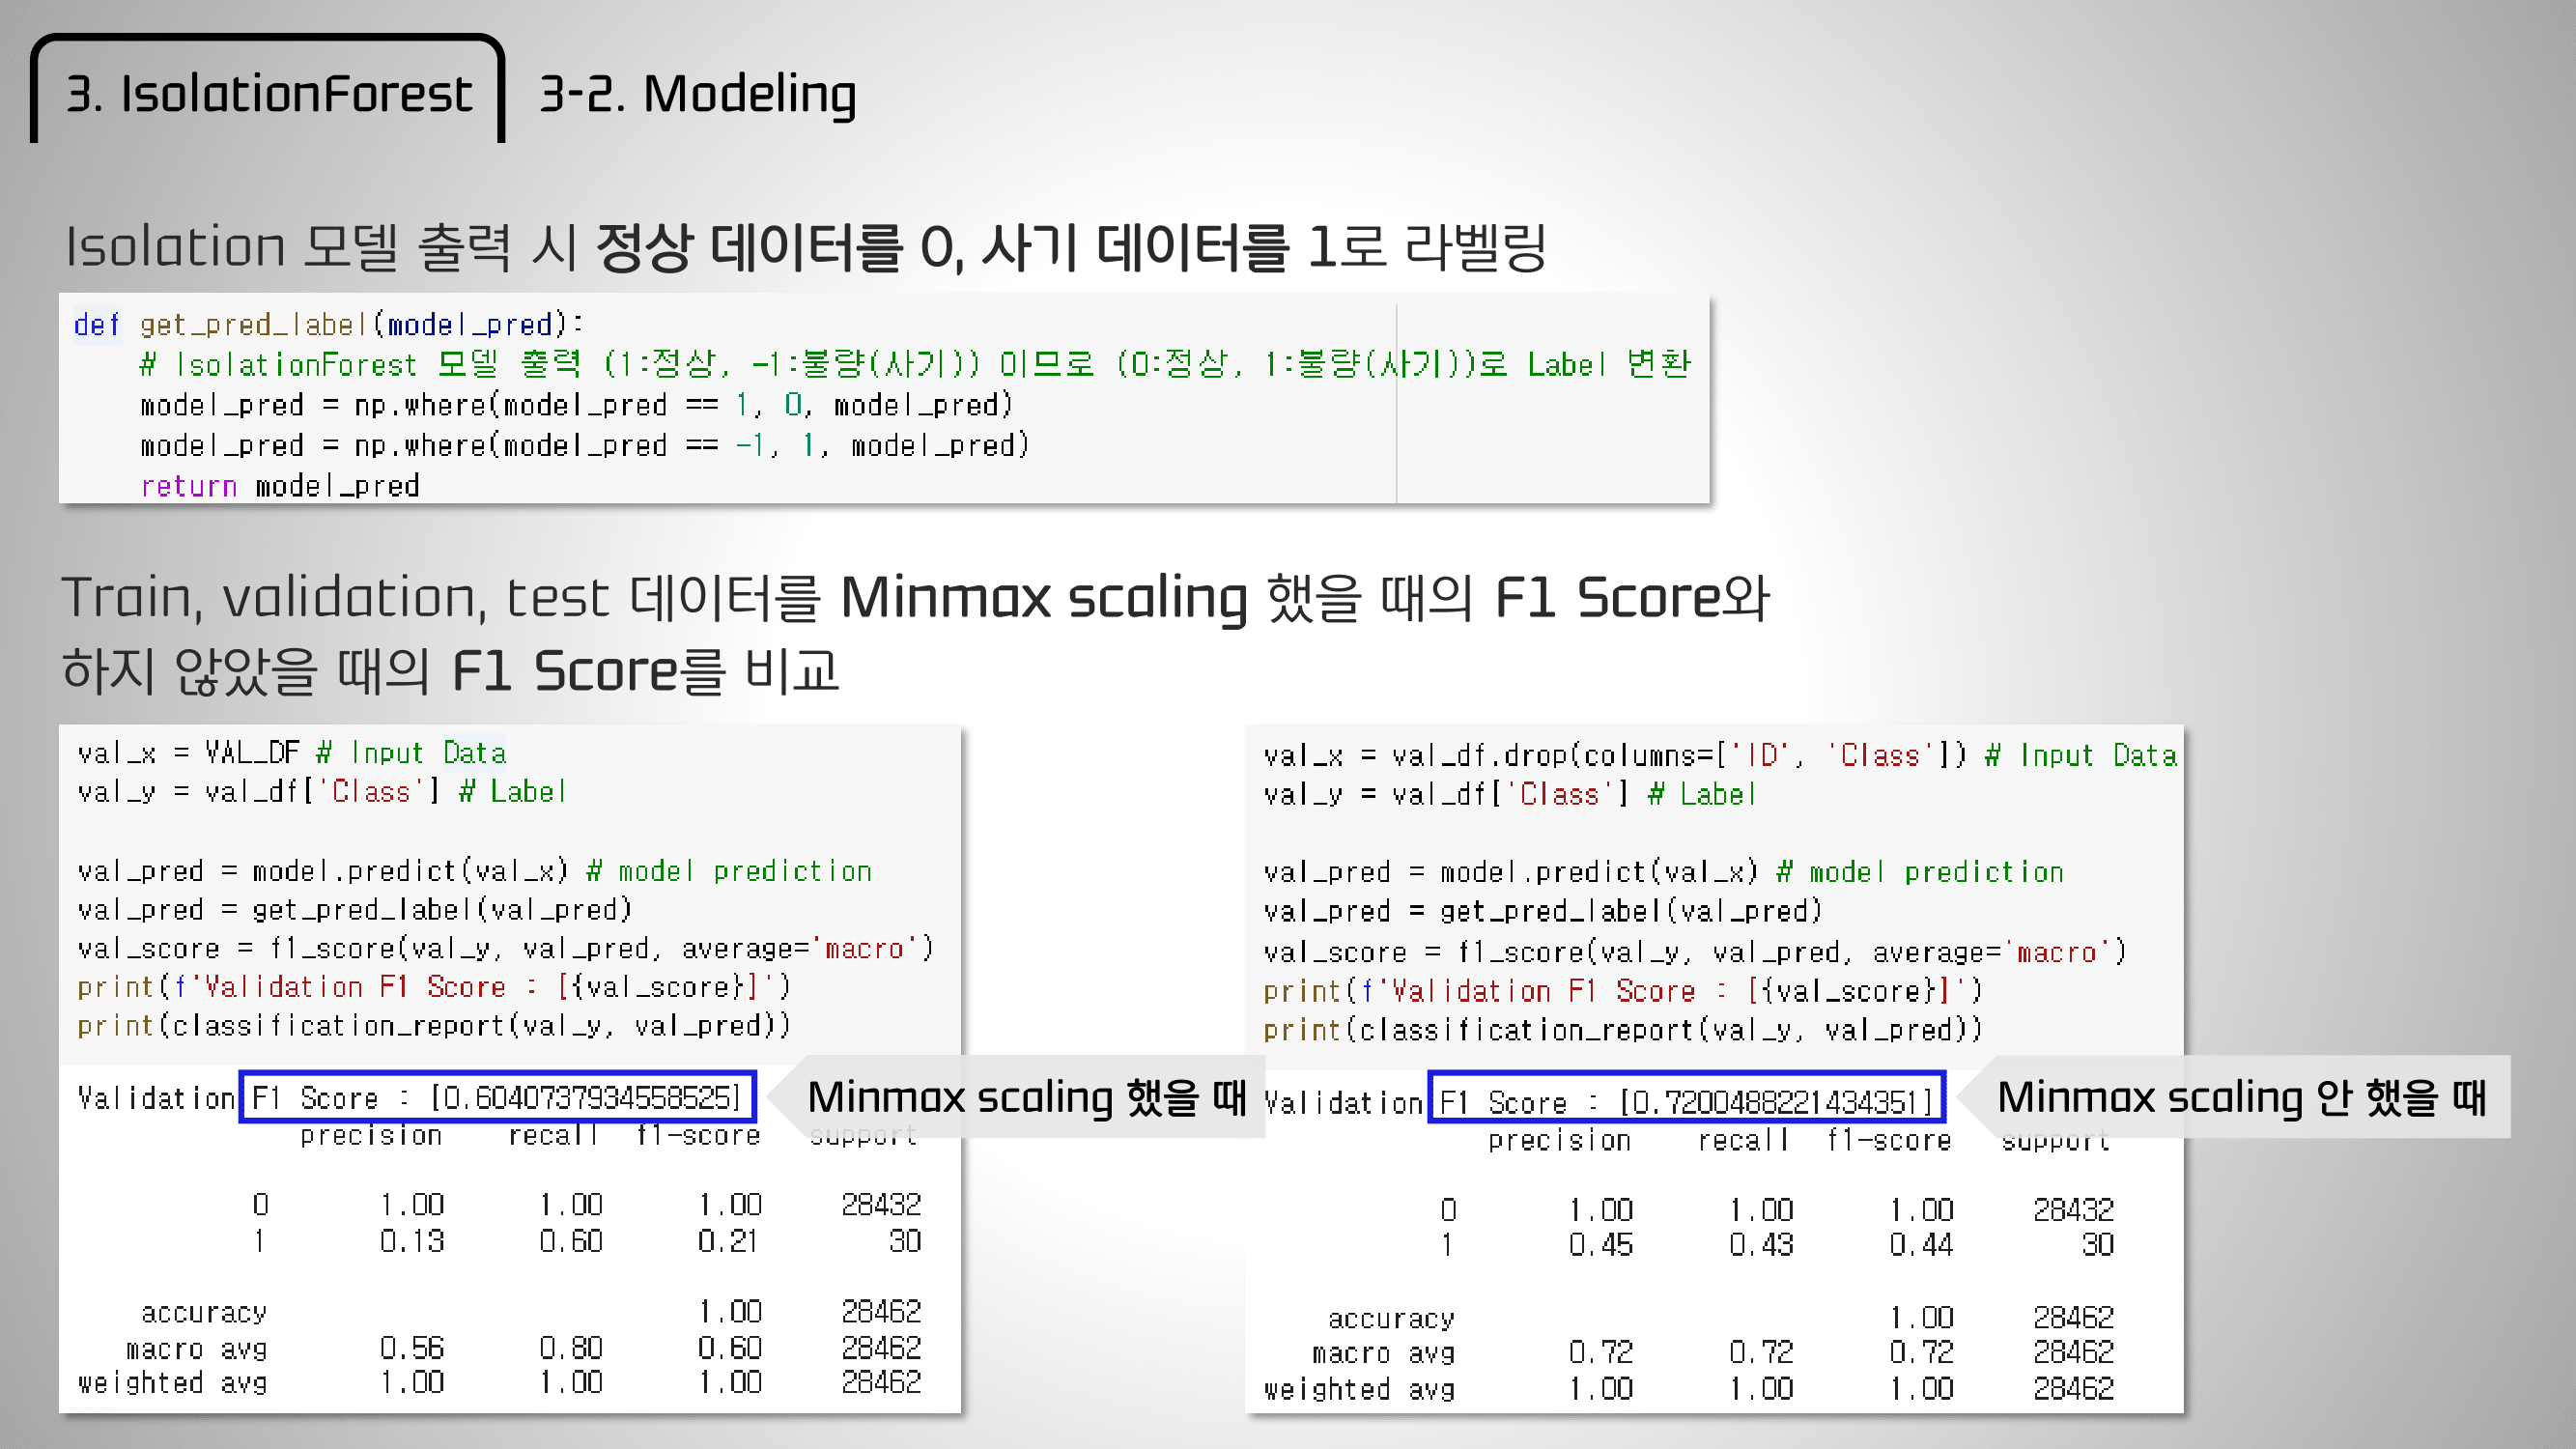 3. IsolationForest
3-2. Modeling
Isolation 모델 출력 시 정상 데이터를 0, 사기 데이터를 1로 라벨링
def get_pred_label(model_pred):
    # IsolationForest 모델 출력 (1:정상, -1:불량(사기)) 이므로 (0:정상, 1:불량(사기))로 Label 변환
    model_pred = np.where(model_pred == 1, 0, model_pred)
    model_pred = np.where(model_pred == -1, 1, model_pred)
    return model_pred
Train, validation, test 데이터를 Minmax scaling 했을 때의 F1 Score와
하지 않았을 때의 F1 Score를 비교
val_x = VAL_DF # Input Data
val_y = val_df['Class'] # Label
val_pred = model.predict(val_x) # model prediction
val_pred = get_pred_label(val_pred)
val_score = f1_score(val_y, val_pred, average='macro')
print(f'Validation F1 Score : [{val_score}]')
print(classification_report(val_y, val_pred))
Validation F1 Score : [0.6040737934558525]
Minmax scaling 했을 때
precision recall f1-score support
0 1.00 1.00 1.00 28432
1 0.13 0.60 0.21 30
accuracy 1.00 28462
macro avg 0.56 0.80 0.60 28462
weighted avg 1.00 1.00 1.00 28462
val_x = val_df.drop(columns=['ID', 'Class']) # Input Data
val_y = val_df['Class'] # Label
val_pred = model.predict(val_x) # model prediction
val_pred = get_pred_label(val_pred)
val_score = f1_score(val_y, val_pred, average='macro')
print(f'Validation F1 Score : [{val_score}]')
print(classification_report(val_y, val_pred))
Validation F1 Score : [0.7200488221434351]
Minmax scaling 안 했을 때
precision recall f1-score support
0 1.00 1.00 1.00 28432
1 0.45 0.43 0.44 30
accuracy 1.00 28462
macro avg 0.72 0.72 0.72 28462
weighted avg 1.00 1.00 1.00 28462